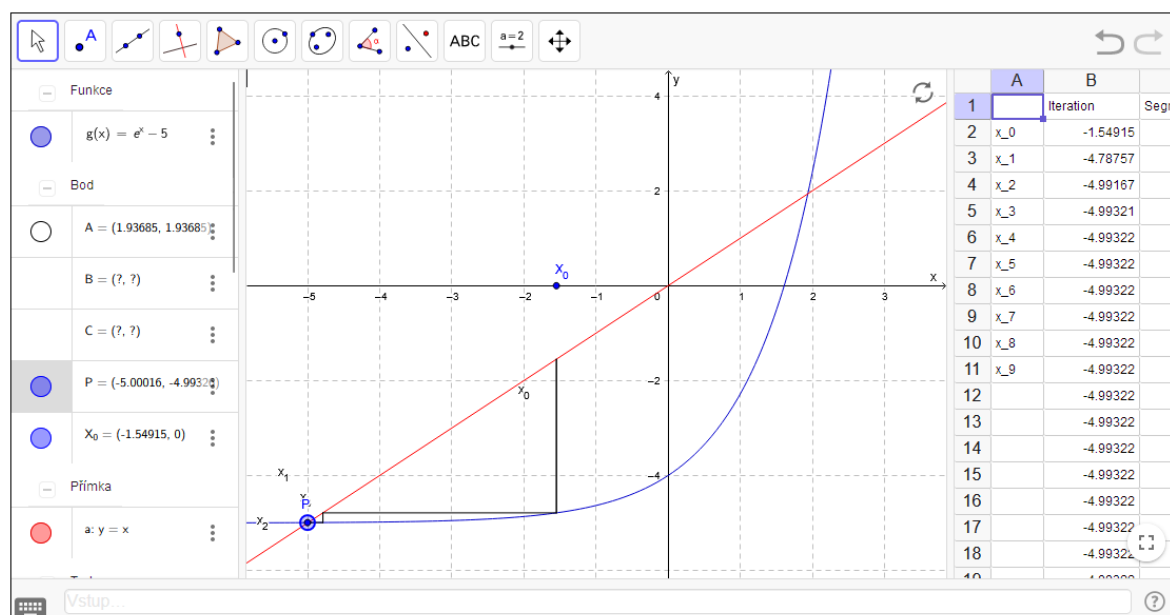 A
α
ABC
a=2
Funkce
g(x) = eˣ − 5
Bod
A = (1.93685, 1.93685)
B = (?, ?)
C = (?, ?)
P = (-5.00016, -4.9932
X₀ = (-1.54915, 0)
Přímka
a: y = x
Vstup...
y
4
2
x
X₀
−5
−4
−3
−2
−1
0
1
2
3
−2
x₀
−4
x₁
P
x₂
A B
1 Iteration
2 x_0 -1.54915
3 x_1 -4.78757
4 x_2 -4.99167
5 x_3 -4.99321
6 x_4 -4.99322
7 x_5 -4.99322
8 x_6 -4.99322
9 x_7 -4.99322
10 x_8 -4.99322
11 x_9 -4.99322
12 -4.99322
13 -4.99322
14 -4.99322
15 -4.99322
16 -4.99322
17 -4.99322
18 -4.99322
?